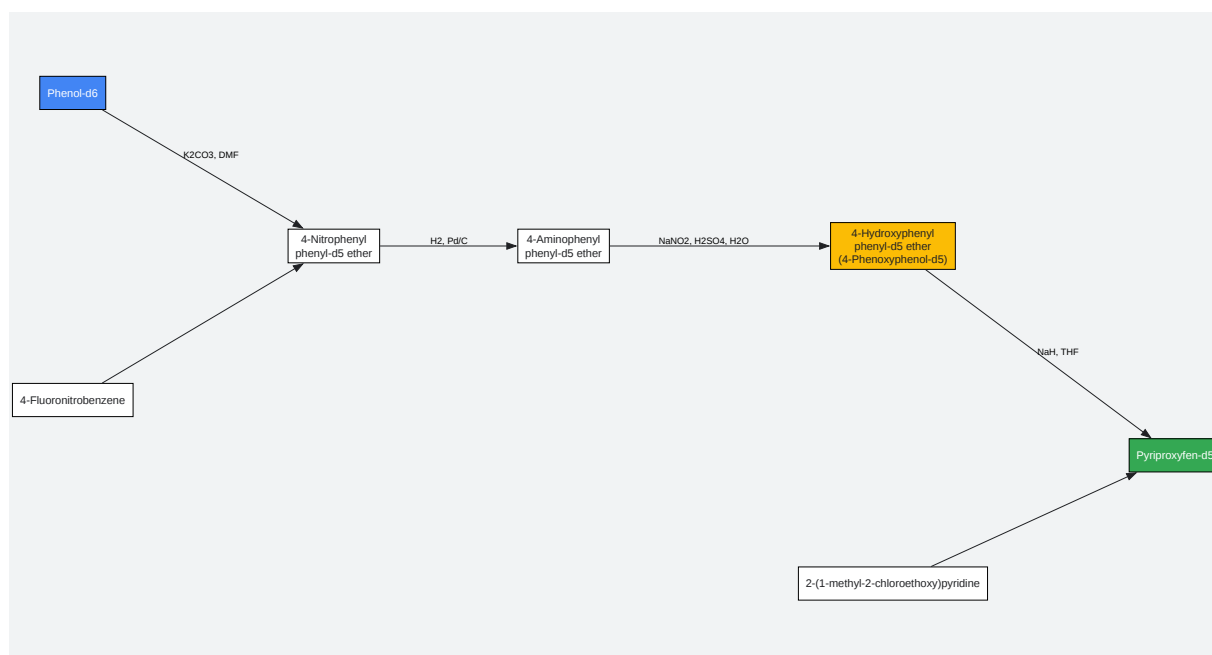 Phenol-d6
K2CO3, DMF
4-Nitrophenyl
phenyl-d5 ether
H2, Pd/C
4-Aminophenyl
phenyl-d5 ether
NaNO2, H2SO4, H2O
4-Hydroxyphenyl
phenyl-d5 ether
(4-Phenoxyphenol-d5)
NaH, THF
4-Fluoronitrobenzene
Pyriproxyfen-d5
2-(1-methyl-2-chloroethoxy)pyridine